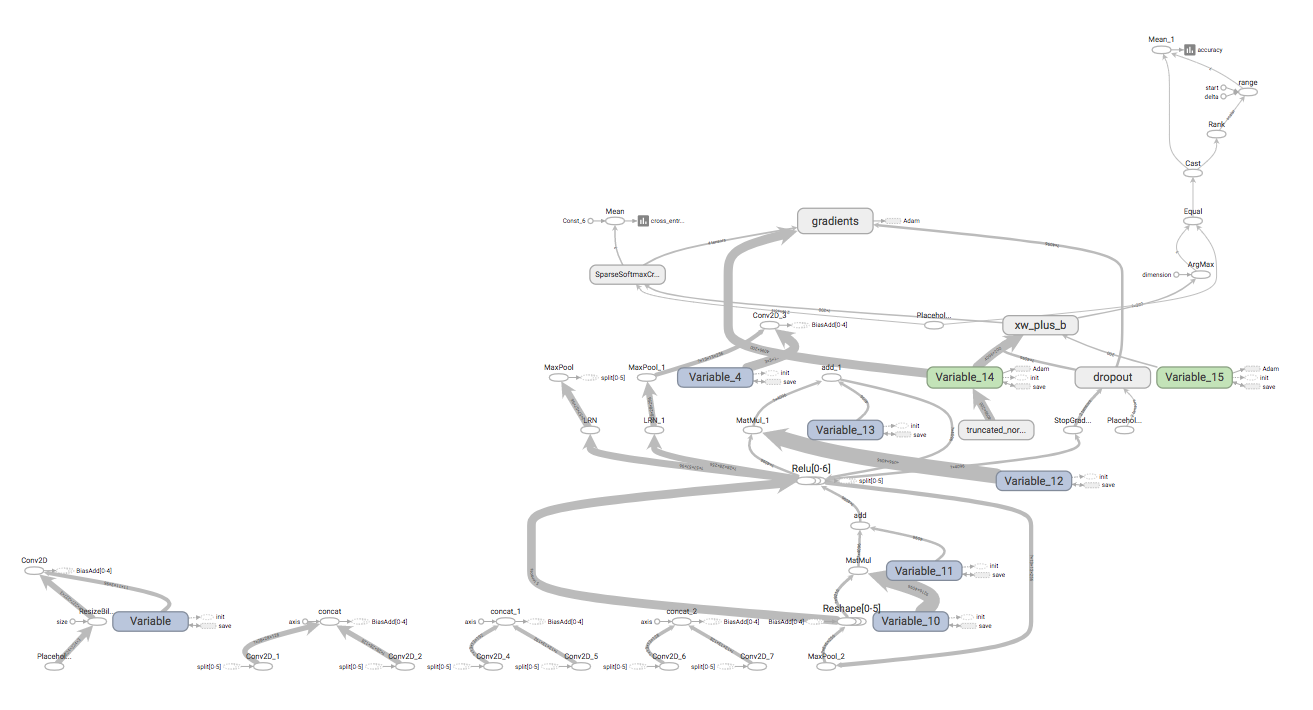 Mean_1
accuracy
range
start
delta
Rank
Cast
Equal
Mean
Const_6
cross_entr...
gradients
Adam
ArgMax
dimension
SparseSoftmaxCr...
Conv2D_3
BiasAdd[0-4]
Placehol...
xw_plus_b
MaxPool
split[0-5]
MaxPool_1
Variable_4
init
save
add_1
Variable_14
Adam
init
save
dropout
Variable_15
Adam
init
save
LRN
LRN_1
MatMul_1
Variable_13
init
save
truncated_nor...
StopGrad...
Placehol...
Relu[0-6]
split[0-5]
Variable_12
init
save
add
Conv2D
BiasAdd[0-4]
MatMul
Variable_11
init
save
ResizeBil...
size
Variable
init
save
concat
axis
BiasAdd[0-4]
concat_1
axis
BiasAdd[0-4]
concat_2
axis
BiasAdd[0-4]
Reshape[0-5]
BiasAdd[0-4]
Variable_10
init
save
Placehol...
Conv2D_1
split[0-5]
Conv2D_2
split[0-5]
Conv2D_4
split[0-5]
Conv2D_5
split[0-5]
Conv2D_6
split[0-5]
Conv2D_7
split[0-5]
MaxPool_2